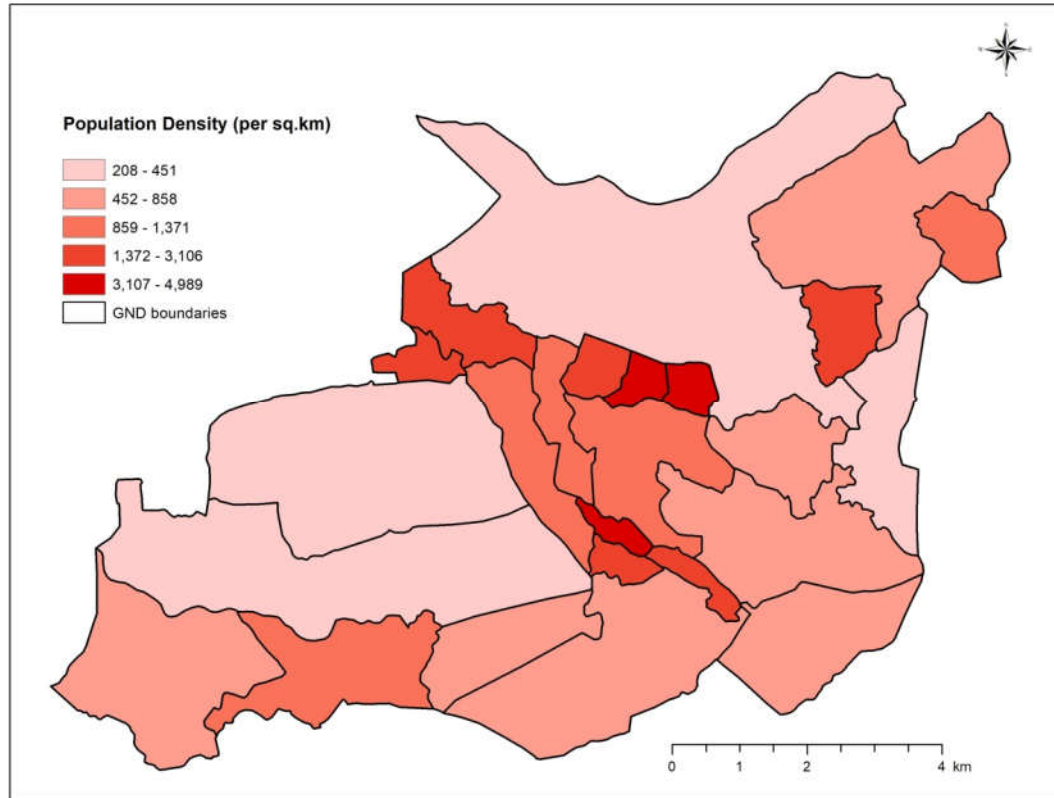 Population Density (per sq.km)
208 - 451
452 - 858
859 - 1,371
1,372 - 3,106
3,107 - 4,989
GND boundaries
0 1 2 4 km